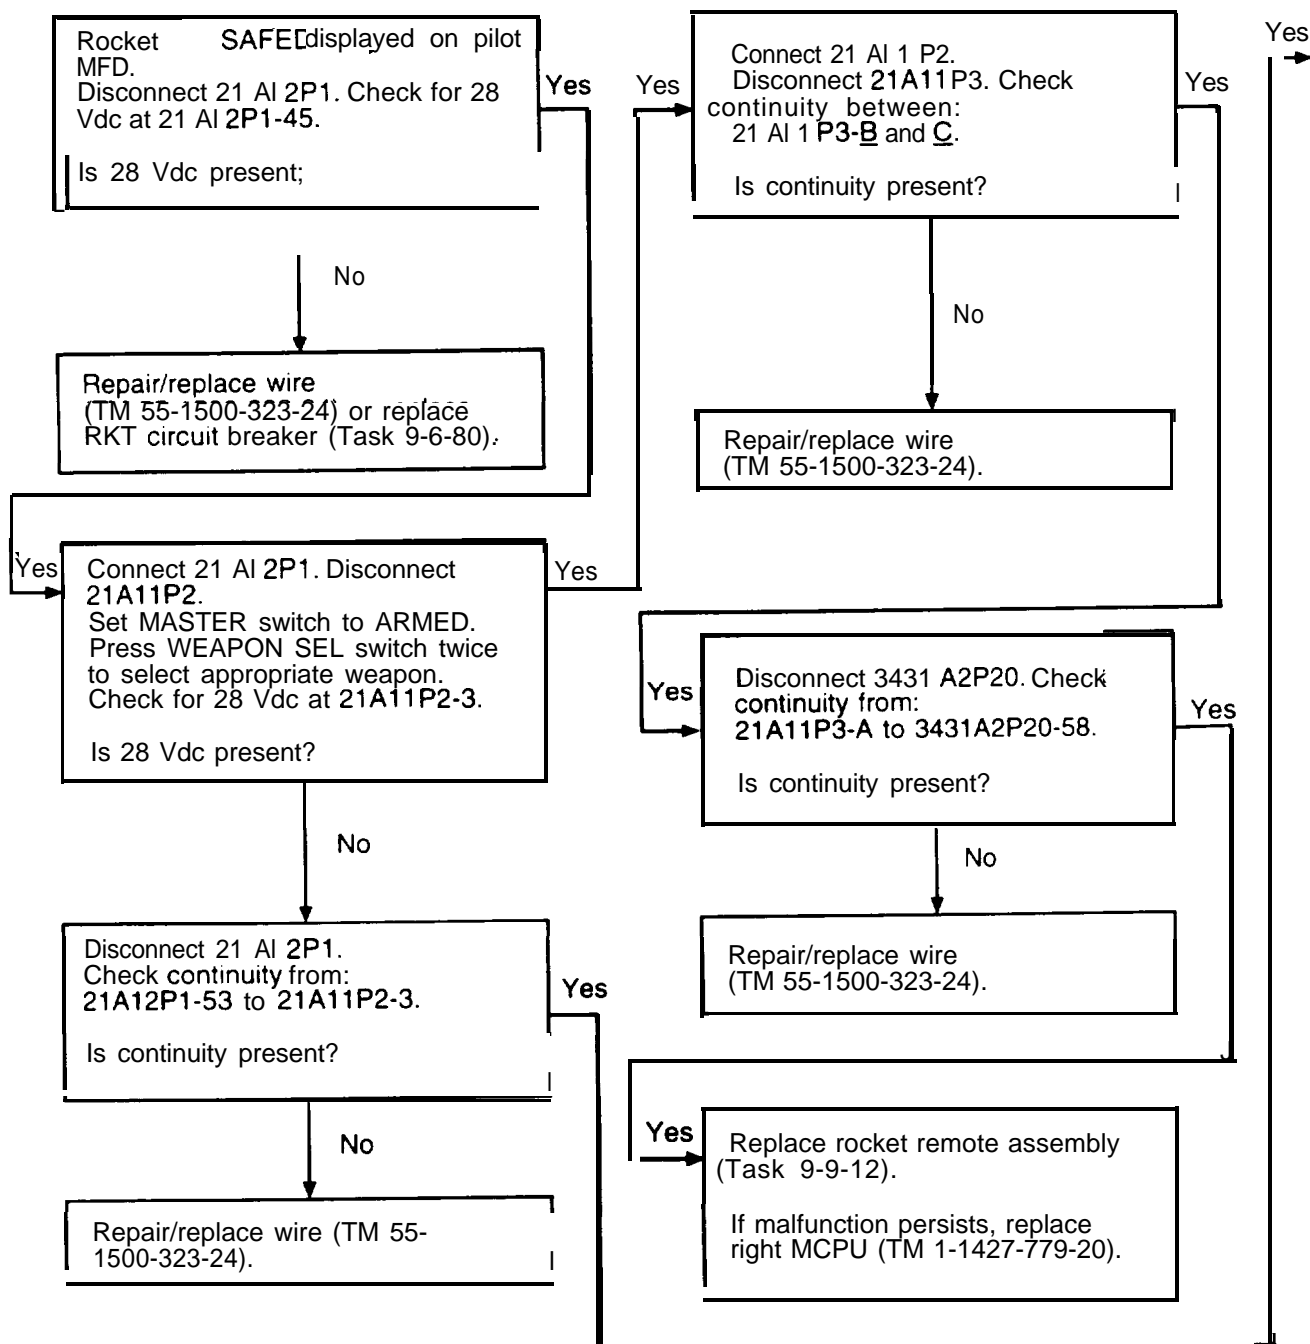 Rocket SAFED displayed on pilot
MFD.
Disconnect 21 Al 2P1. Check for 28
Vdc at 21 Al 2P1-45.
Is 28 Vdc present;
Yes
No
Repair/replace wire
(TM 55-1500-323-24) or replace
RKT circuit breaker (Task 9-6-80).
Yes
Connect 21 Al 2P1. Disconnect
21A11P2.
Set MASTER switch to ARMED.
Press WEAPON SEL switch twice
to select appropriate weapon.
Check for 28 Vdc at 21A11P2-3.
Is 28 Vdc present?
Yes
No
Disconnect 21 Al 2P1.
Check continuity from:
21A12P1-53 to 21A11P2-3.
Is continuity present?
Yes
No
Repair/replace wire (TM 55-
1500-323-24).
Yes
Connect 21 Al 1 P2.
Disconnect 21A11P3. Check
continuity between:
21 Al 1 P3-B and C.
Is continuity present?
Yes
No
Repair/replace wire
(TM 55-1500-323-24).
Yes
Disconnect 3431 A2P20. Check
continuity from:
21A11P3-A to 3431A2P20-58.
Is continuity present?
Yes
No
Repair/replace wire
(TM 55-1500-323-24).
Yes
Replace rocket remote assembly
(Task 9-9-12).
If malfunction persists, replace
right MCPU (TM 1-1427-779-20).
Yes